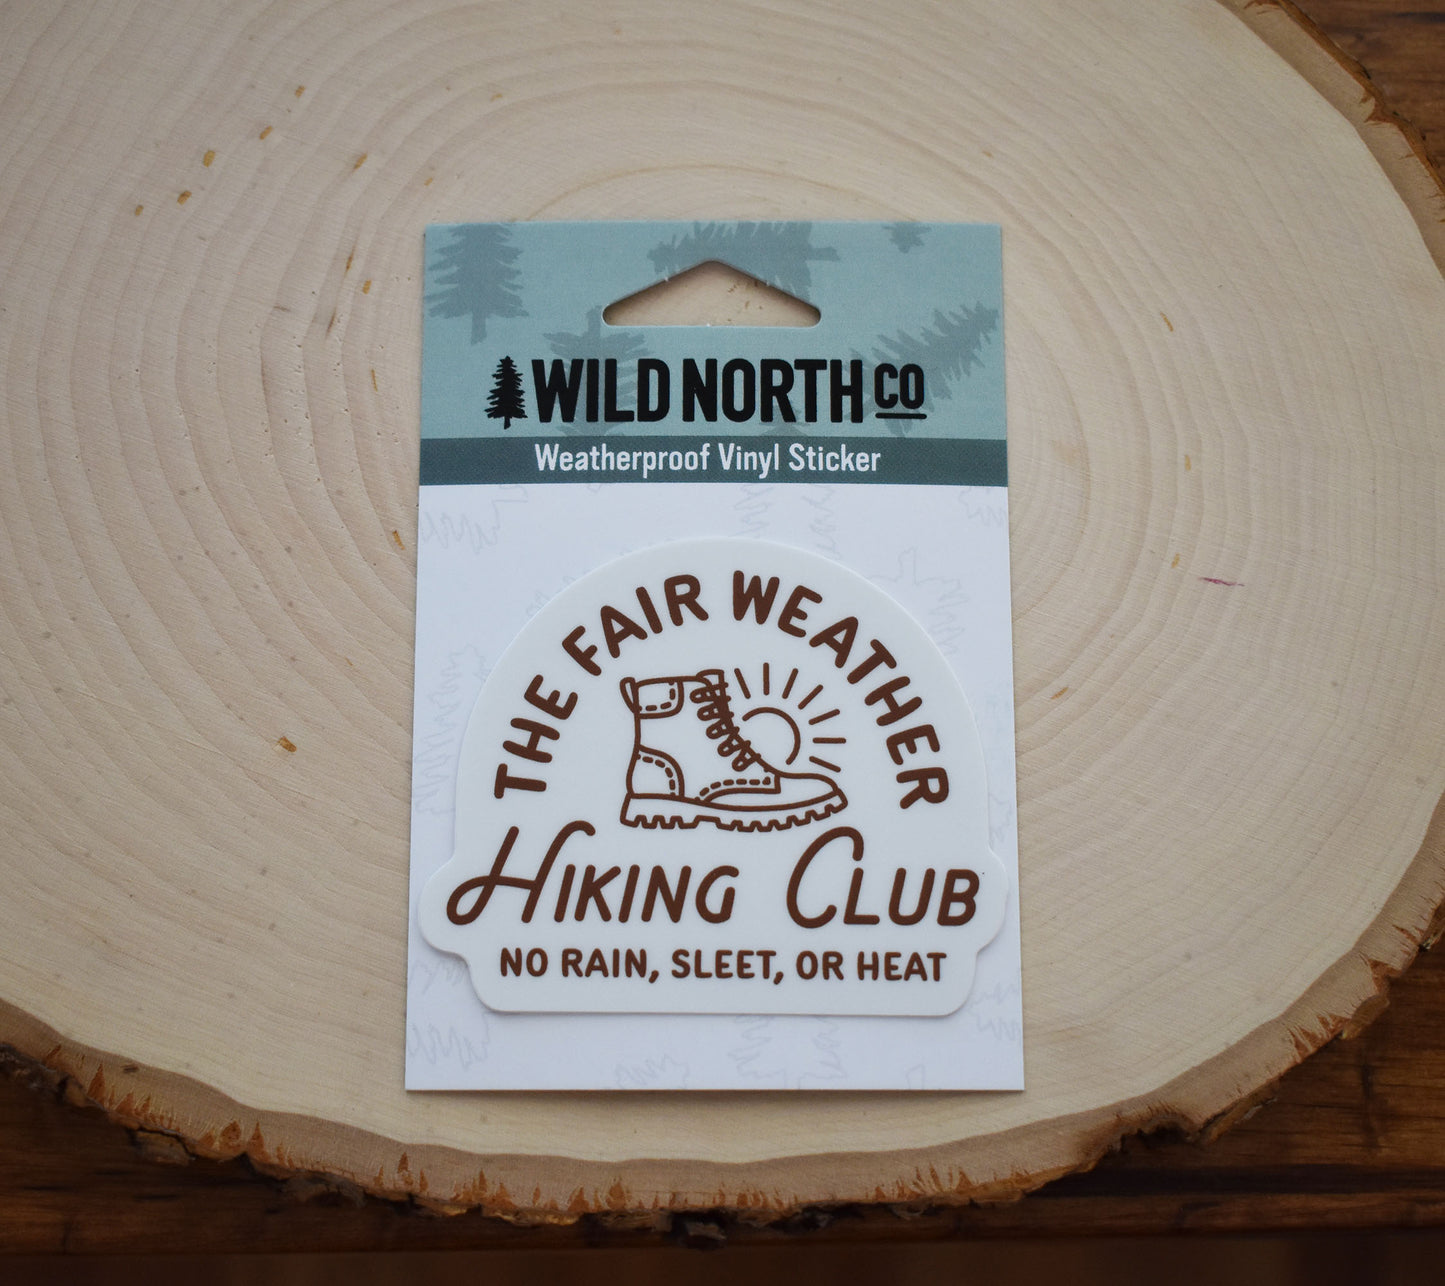 WILD NORTH CO
Weatherproof Vinyl Sticker
THE FAIR WEATHER
HIKING CLUB
NO RAIN, SLEET, OR HEAT